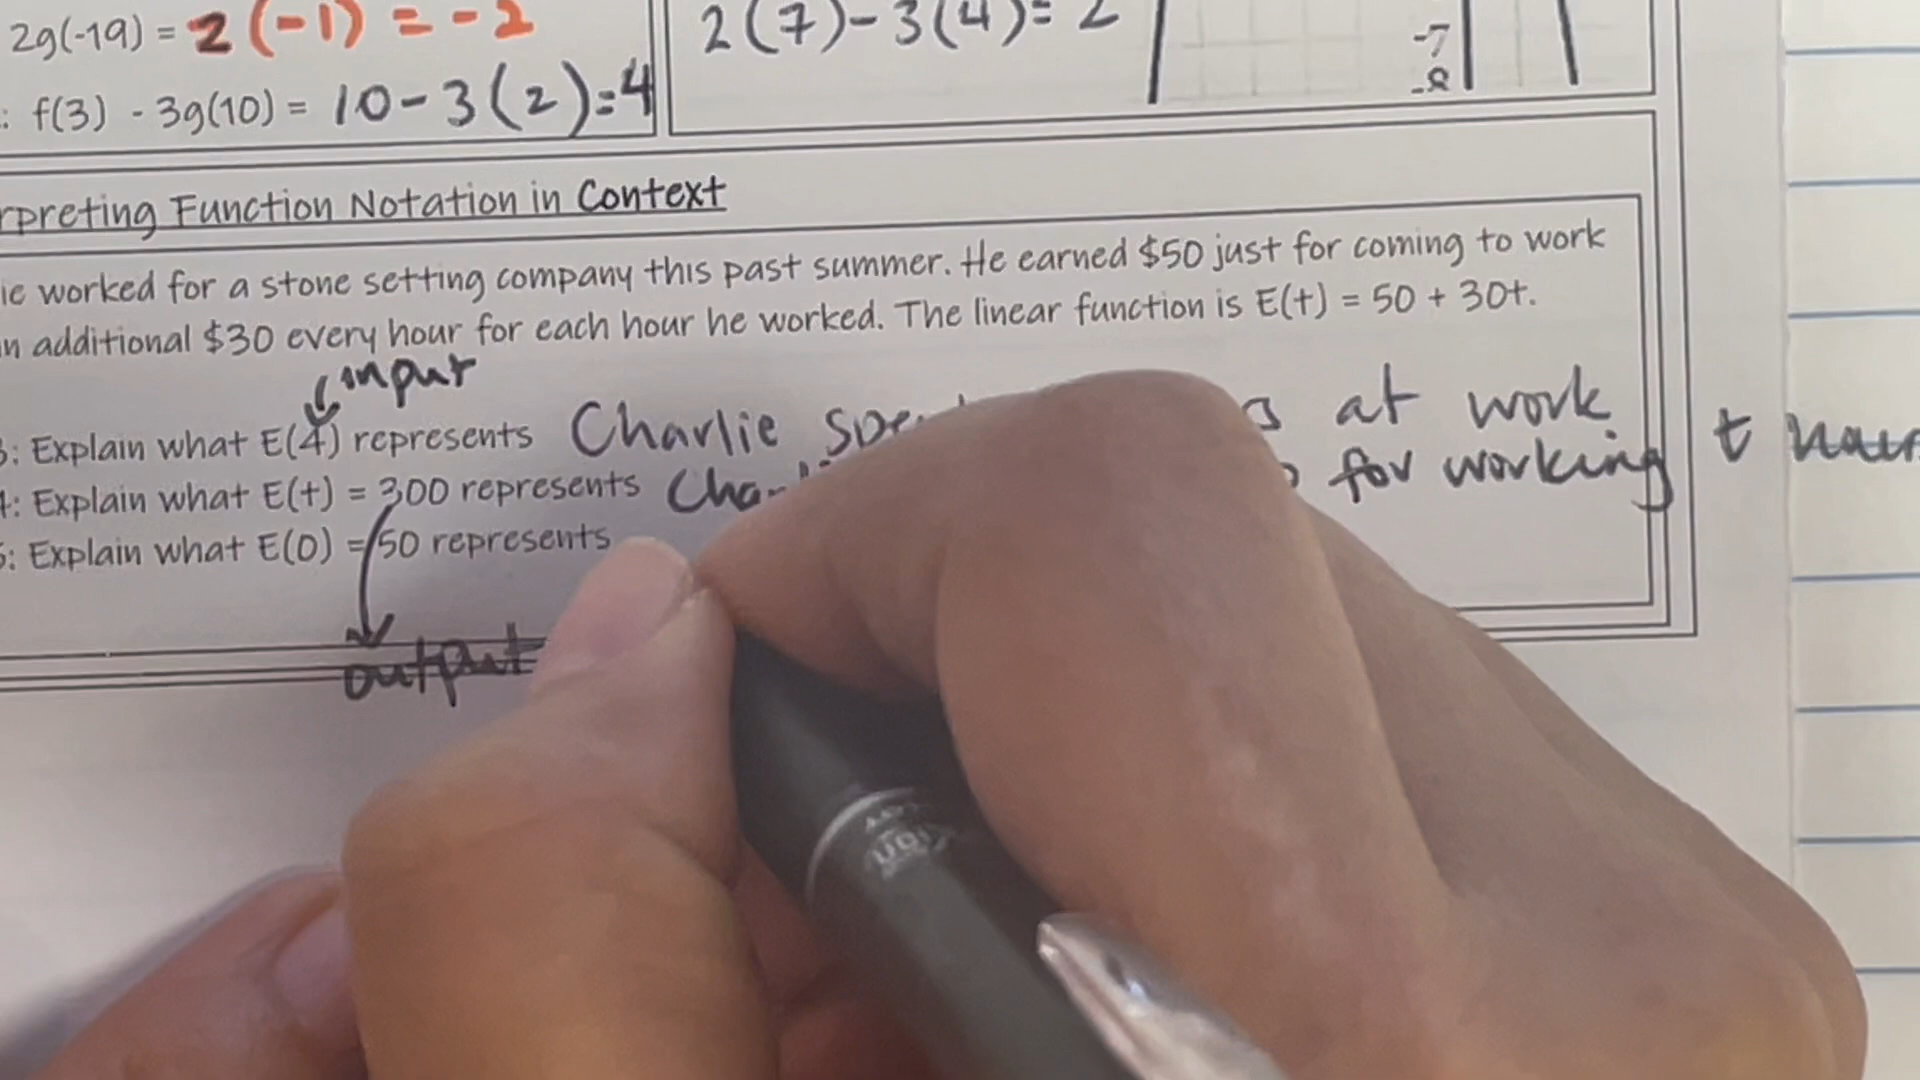 2g(-19) = 2 (-1) = -2
: f(3) - 3g(10) = 10-3(2)=4
2(7)-3(4)=2
-7
-8
rpreting Function Notation in Context
ie worked for a stone setting company this past summer. He earned $50 just for coming to work
n additional $30 every hour for each hour he worked. The linear function is E(t) = 50 + 30t.
input
3: Explain what E(4) represents Charlie at work
4: Explain what E(t) = 300 represents for working t
5: Explain what E(0) = 50 represents
output